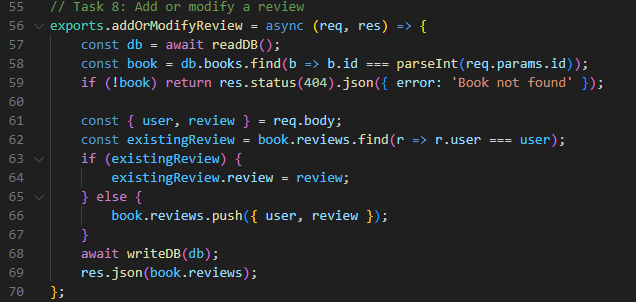 55 // Task 8: Add or modify a review
56 exports.addOrModifyReview = async (req, res) => {
57     const db = await readDB();
58     const book = db.books.find(b => b.id === parseInt(req.params.id));
59     if (!book) return res.status(404).json({ error: 'Book not found' });
60
61     const { user, review } = req.body;
62     const existingReview = book.reviews.find(r => r.user === user);
63     if (existingReview) {
64         existingReview.review = review;
65     } else {
66         book.reviews.push({ user, review });
67     }
68     await writeDB(db);
69     res.json(book.reviews);
70 };